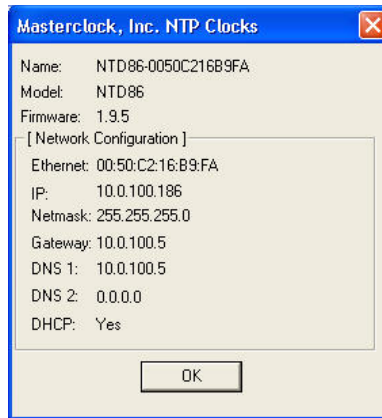 Masterclock, Inc. NTP Clocks
Name: NTD86-0050C216B9FA
Model: NTD86
Firmware: 1.9.5
[ Network Configuration ]
Ethernet: 00:50:C2:16:B9:FA
IP: 10.0.100.186
Netmask: 255.255.255.0
Gateway: 10.0.100.5
DNS 1: 10.0.100.5
DNS 2: 0.0.0.0
DHCP: Yes
OK